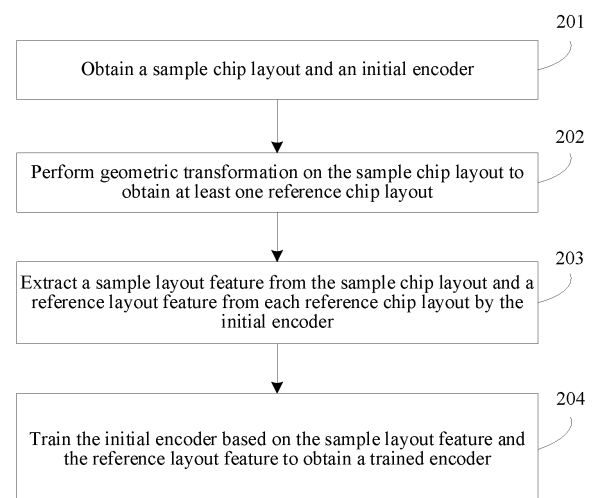 201
Obtain a sample chip layout and an initial encoder
202
Perform geometric transformation on the sample chip layout to
obtain at least one reference chip layout
203
Extract a sample layout feature from the sample chip layout and a
reference layout feature from each reference chip layout by the
initial encoder
204
Train the initial encoder based on the sample layout feature and
the reference layout feature to obtain a trained encoder